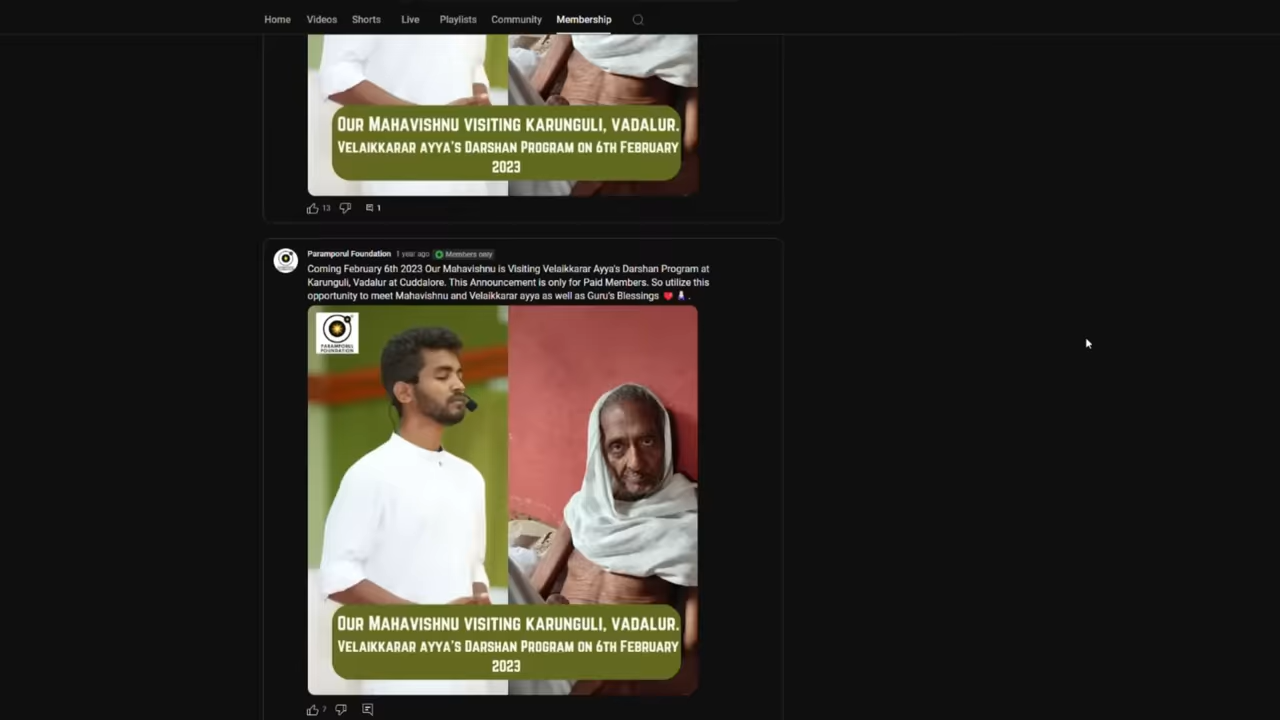 Home Videos Shorts Live Playlists Community Membership
OUR MAHAVISHNU VISITING KARUNGULI, VADALUR.
VELAIKKARAR AYYA'S DARSHAN PROGRAM ON 6TH FEBRUARY
2023
13 1
Paramporul Foundation 1 year ago Members only
Coming February 6th 2023 Our Mahavishnu is Visiting Velaikkarar Ayya's Darshan Program at
Karunguli, Vadalur at Cuddalore. This Announcement is only for Paid Members. So utilize this
opportunity to meet Mahavishnu and Velaikkarar ayya as well as Guru's Blessings
PARAMPORUL
FOUNDATION
OUR MAHAVISHNU VISITING KARUNGULI, VADALUR.
VELAIKKARAR AYYA'S DARSHAN PROGRAM ON 6TH FEBRUARY
2023
7